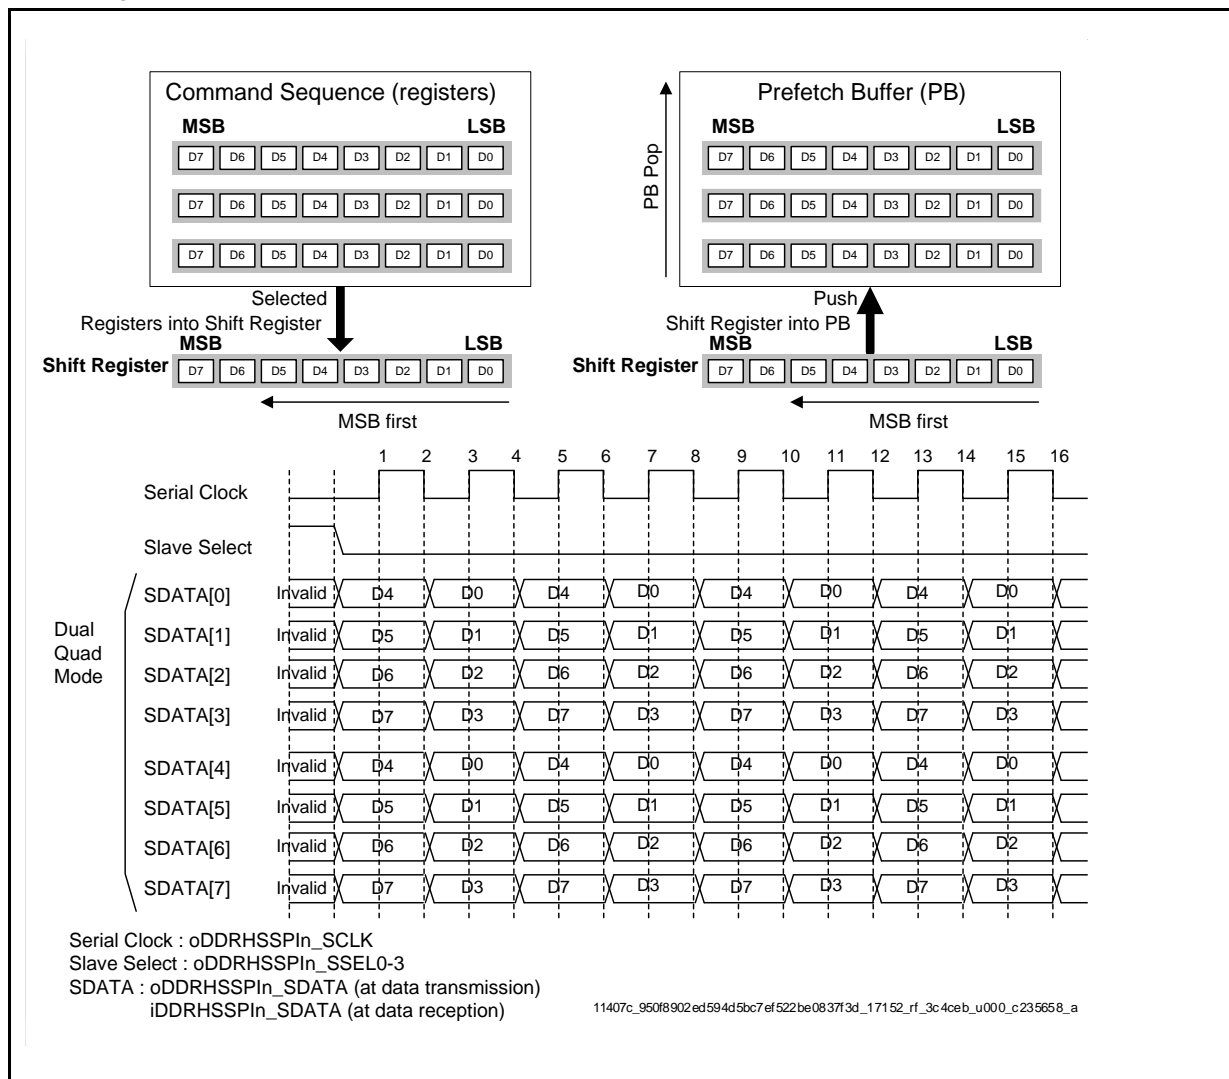 Command Sequence (registers)
MSB LSB
D7 D6 D5 D4 D3 D2 D1 D0
D7 D6 D5 D4 D3 D2 D1 D0
D7 D6 D5 D4 D3 D2 D1 D0
Selected
Registers into Shift Register
MSB LSB
Shift Register D7 D6 D5 D4 D3 D2 D1 D0
MSB first
Prefetch Buffer (PB)
PB Pop
MSB LSB
D7 D6 D5 D4 D3 D2 D1 D0
D7 D6 D5 D4 D3 D2 D1 D0
D7 D6 D5 D4 D3 D2 D1 D0
Push
Shift Register into PB
MSB LSB
Shift Register D7 D6 D5 D4 D3 D2 D1 D0
MSB first
1 2 3 4 5 6 7 8 9 10 11 12 13 14 15 16
Serial Clock
Slave Select
Dual
Quad
Mode
SDATA[0] Invalid D4 D0 D4 D0 D4 D0 D4 D0
SDATA[1] Invalid D5 D1 D5 D1 D5 D1 D5 D1
SDATA[2] Invalid D6 D2 D6 D2 D6 D2 D6 D2
SDATA[3] Invalid D7 D3 D7 D3 D7 D3 D7 D3
SDATA[4] Invalid D4 D0 D4 D0 D4 D0 D4 D0
SDATA[5] Invalid D5 D1 D5 D1 D5 D1 D5 D1
SDATA[6] Invalid D6 D2 D6 D2 D6 D2 D6 D2
SDATA[7] Invalid D7 D3 D7 D3 D7 D3 D7 D3
Serial Clock : oDDRHSSPIn_SCLK
Slave Select : oDDRHSSPIn_SSEL0-3
SDATA : oDDRHSSPIn_SDATA (at data transmission)
iDDRHSSPIn_SDATA (at data reception)
11407c_950f8902ed594d5bc7ef522be0837f3d_17152_rf_3c4ceb_u000_c235658_a